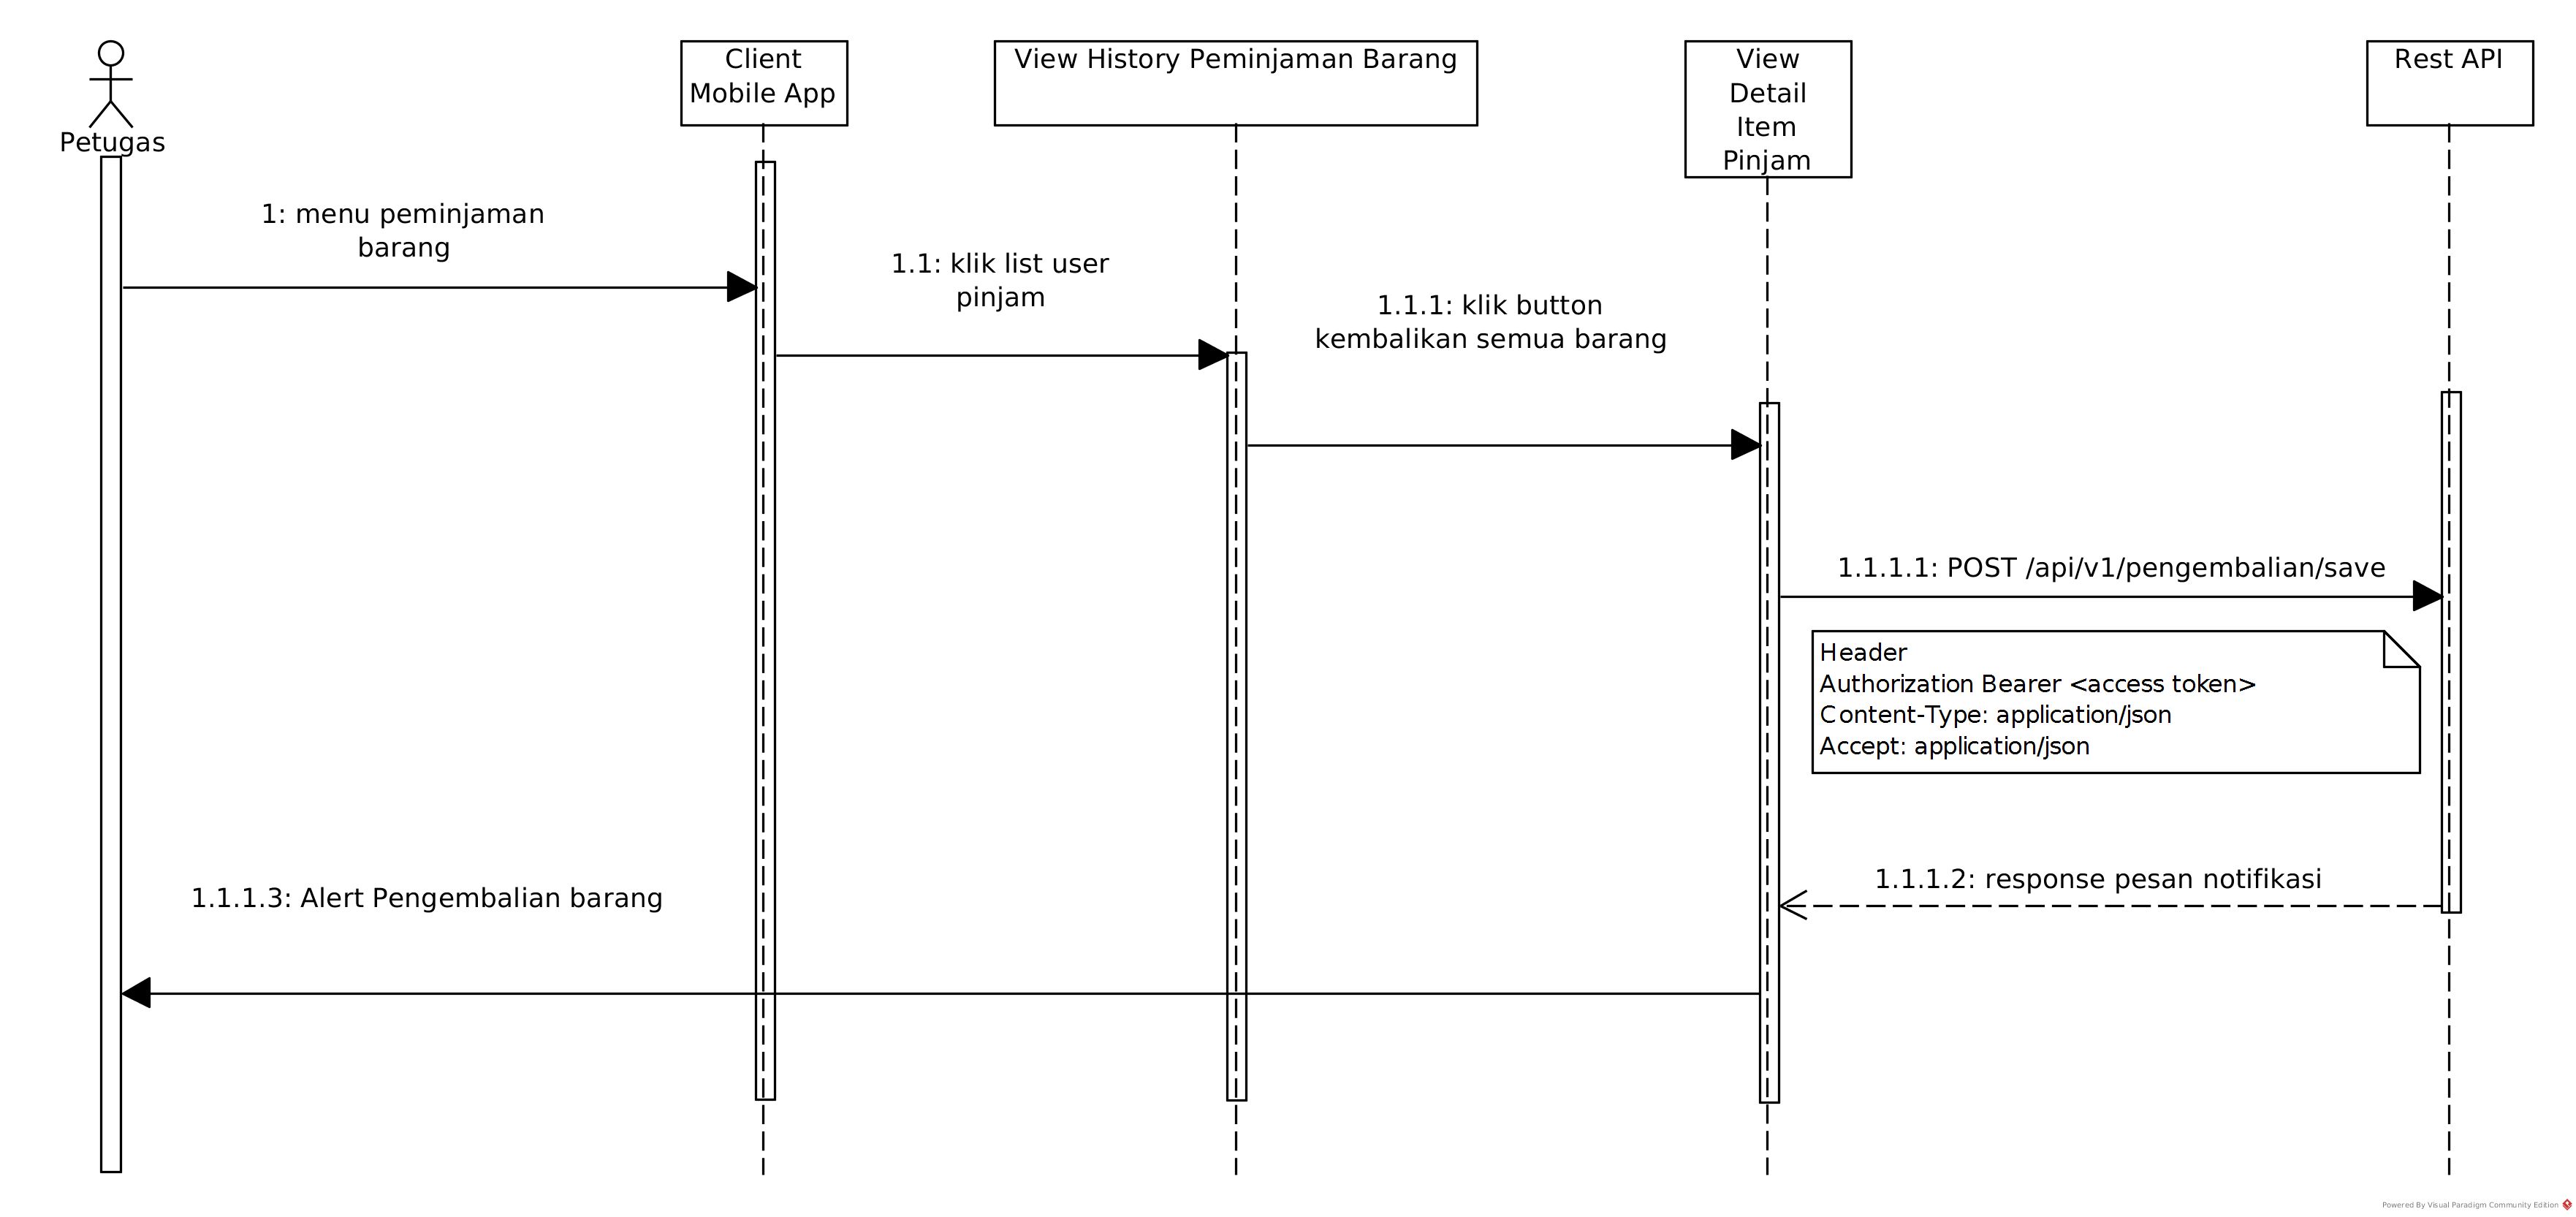 Petugas
Client
Mobile App
View History Peminjaman Barang
View
Detail
Item
Pinjam
Rest API
1: menu peminjaman
barang
1.1: klik list user
pinjam
1.1.1: klik button
kembalikan semua barang
1.1.1.1: POST /api/v1/pengembalian/save
Header
Authorization Bearer <access token>
Content-Type: application/json
Accept: application/json
1.1.1.2: response pesan notifikasi
1.1.1.3: Alert Pengembalian barang
Powered By Visual Paradigm Community Edition